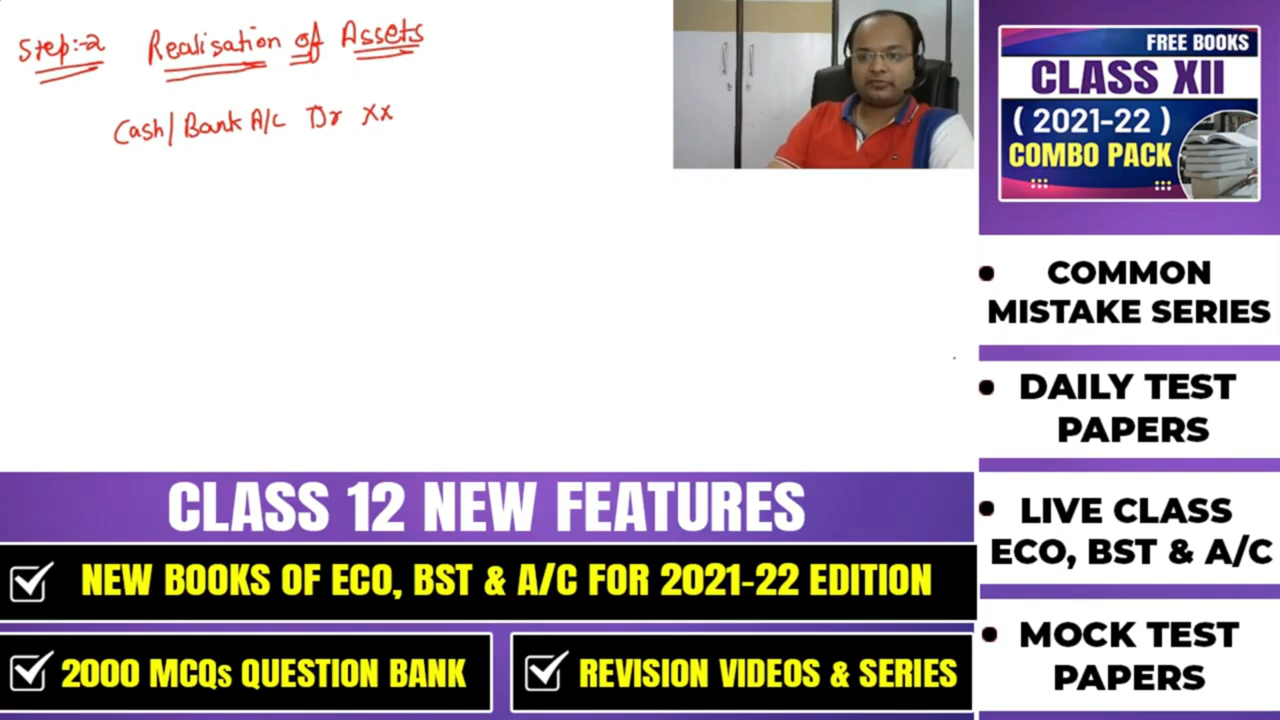 Step:-2 Realisation of Assets
Cash/Bank A/C Dr Xx
FREE BOOKS
CLASS XII
( 2021-22 )
COMBO PACK
• COMMON
MISTAKE SERIES
• DAILY TEST
PAPERS
• LIVE CLASS
ECO, BST & A/C
• MOCK TEST
PAPERS
CLASS 12 NEW FEATURES
NEW BOOKS OF ECO, BST & A/C FOR 2021-22 EDITION
2000 MCQs QUESTION BANK
REVISION VIDEOS & SERIES